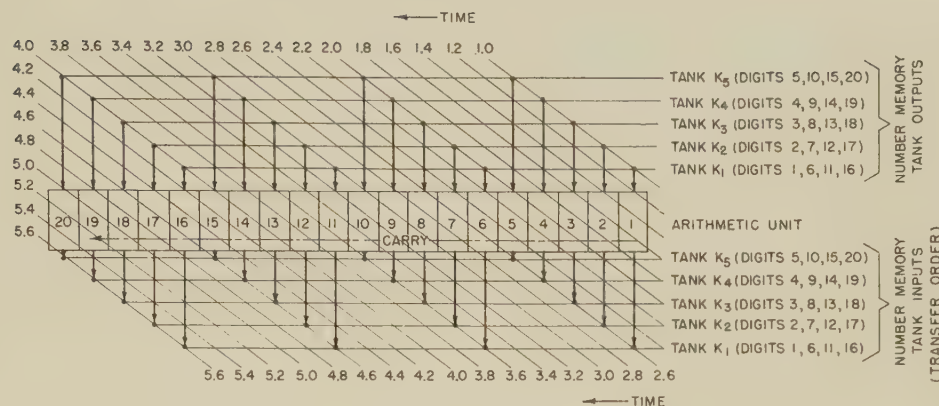 TIME
4.0 3.8 3.6 3.4 3.2 3.0 2.8 2.6 2.4 2.2 2.0 1.8 1.6 1.4 1.2 1.0
4.2
4.4
4.6
4.8
5.0
5.2
5.4
5.6
TANK K5 (DIGITS 5,10,15,20)
TANK K4 (DIGITS 4,9,14,19)
TANK K3 (DIGITS 3,8,13,18)
TANK K2 (DIGITS 2,7,12,17)
TANK K1 (DIGITS 1,6,11,16)
NUMBER MEMORY
TANK OUTPUTS
20 19 18 17 16 15 14 13 12 11 10 9 8 7 6 5 4 3 2 1
ARITHMETIC UNIT
CARRY
TANK K5 (DIGITS 5,10,15,20)
TANK K4 (DIGITS 4,9,14,19)
TANK K3 (DIGITS 3,8,13,18)
TANK K2 (DIGITS 2,7,12,17)
TANK K1 (DIGITS 1,6,11,16)
NUMBER MEMORY
TANK INPUTS
(TRANSFER ORDER)
5.6 5.4 5.2 5.0 4.8 4.6 4.4 4.2 4.0 3.8 3.6 3.4 3.2 3.0 2.8 2.6
TIME